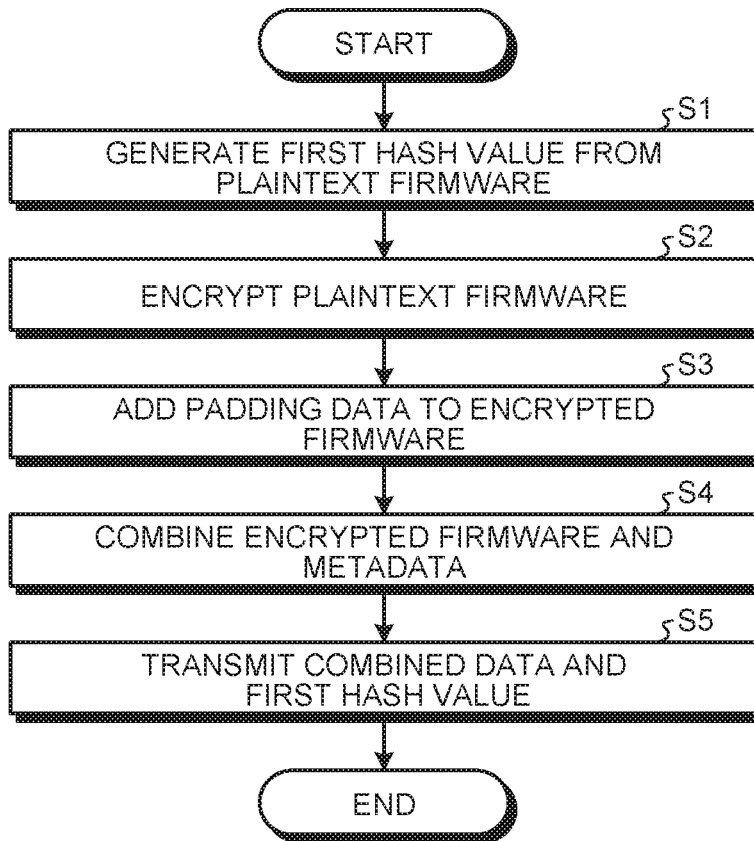 START
S1
GENERATE FIRST HASH VALUE FROM
PLAINTEXT FIRMWARE
S2
ENCRYPT PLAINTEXT FIRMWARE
S3
ADD PADDING DATA TO ENCRYPTED
FIRMWARE
S4
COMBINE ENCRYPTED FIRMWARE AND
METADATA
S5
TRANSMIT COMBINED DATA AND
FIRST HASH VALUE
END